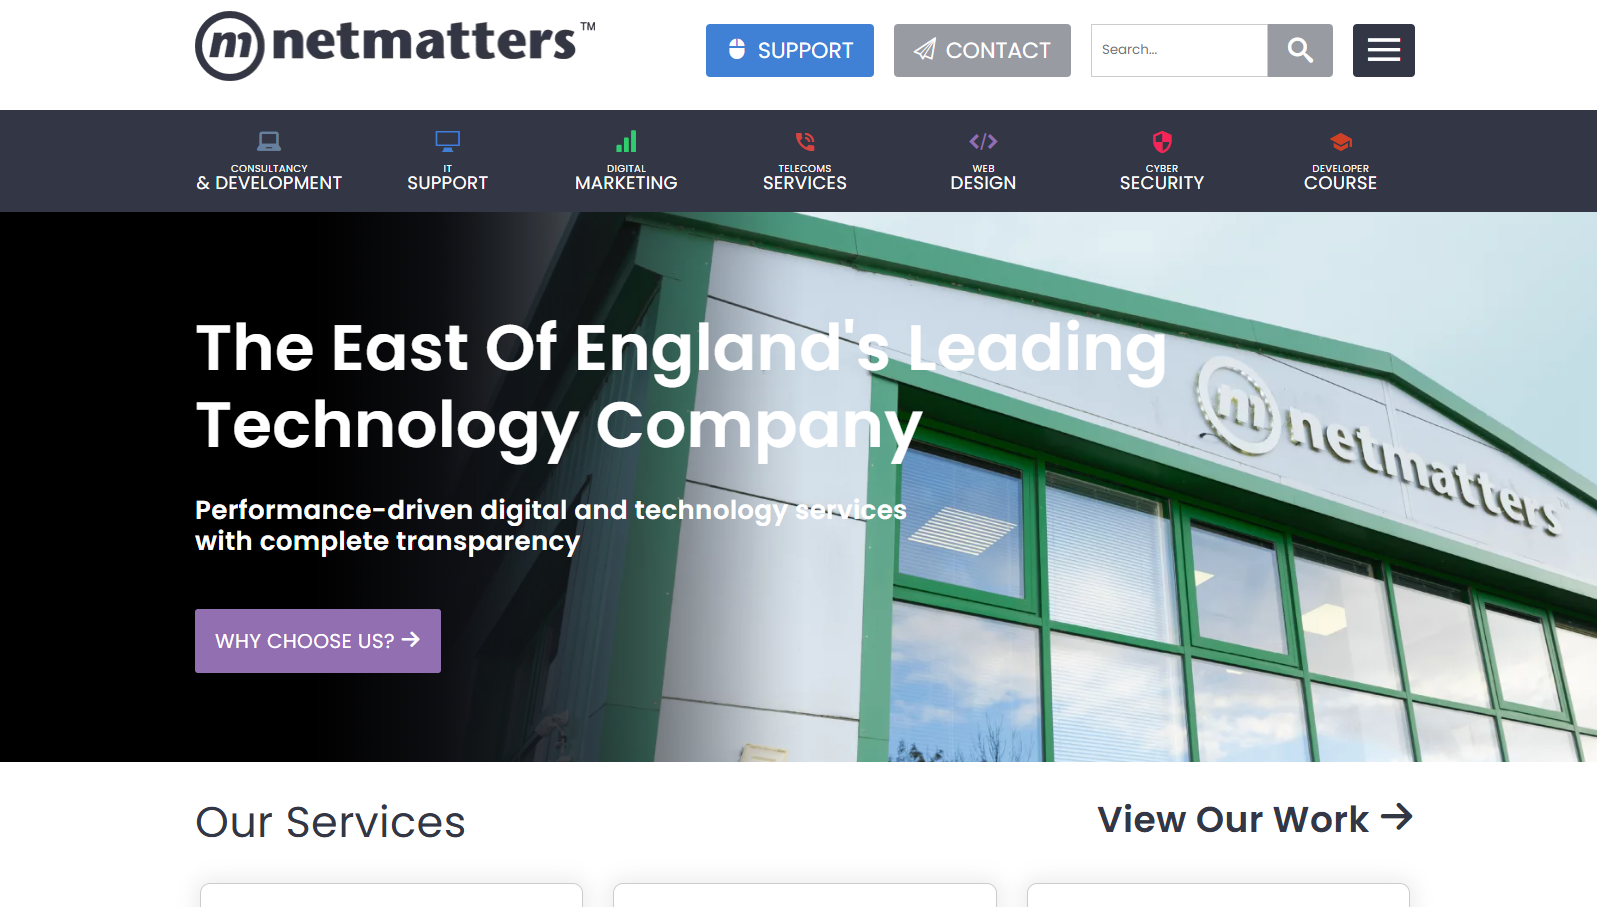 netmatters™
SUPPORT
CONTACT
Search...
CONSULTANCY
& DEVELOPMENT
IT
SUPPORT
DIGITAL
MARKETING
TELECOMS
SERVICES
WEB
DESIGN
CYBER
SECURITY
DEVELOPER
COURSE
The East Of England's Leading
Technology Company
netmatters™
Performance-driven digital and technology services
with complete transparency
WHY CHOOSE US? →
Our Services
View Our Work →